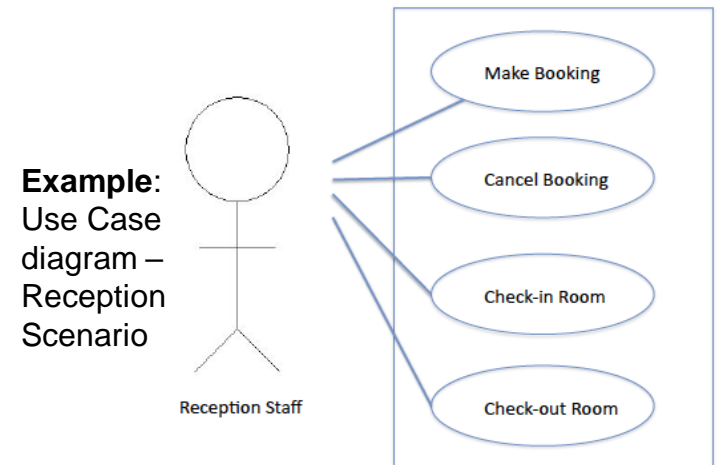 Example:
Use Case
diagram –
Reception
Scenario
Reception Staff
Make Booking
Cancel Booking
Check-in Room
Check-out Room